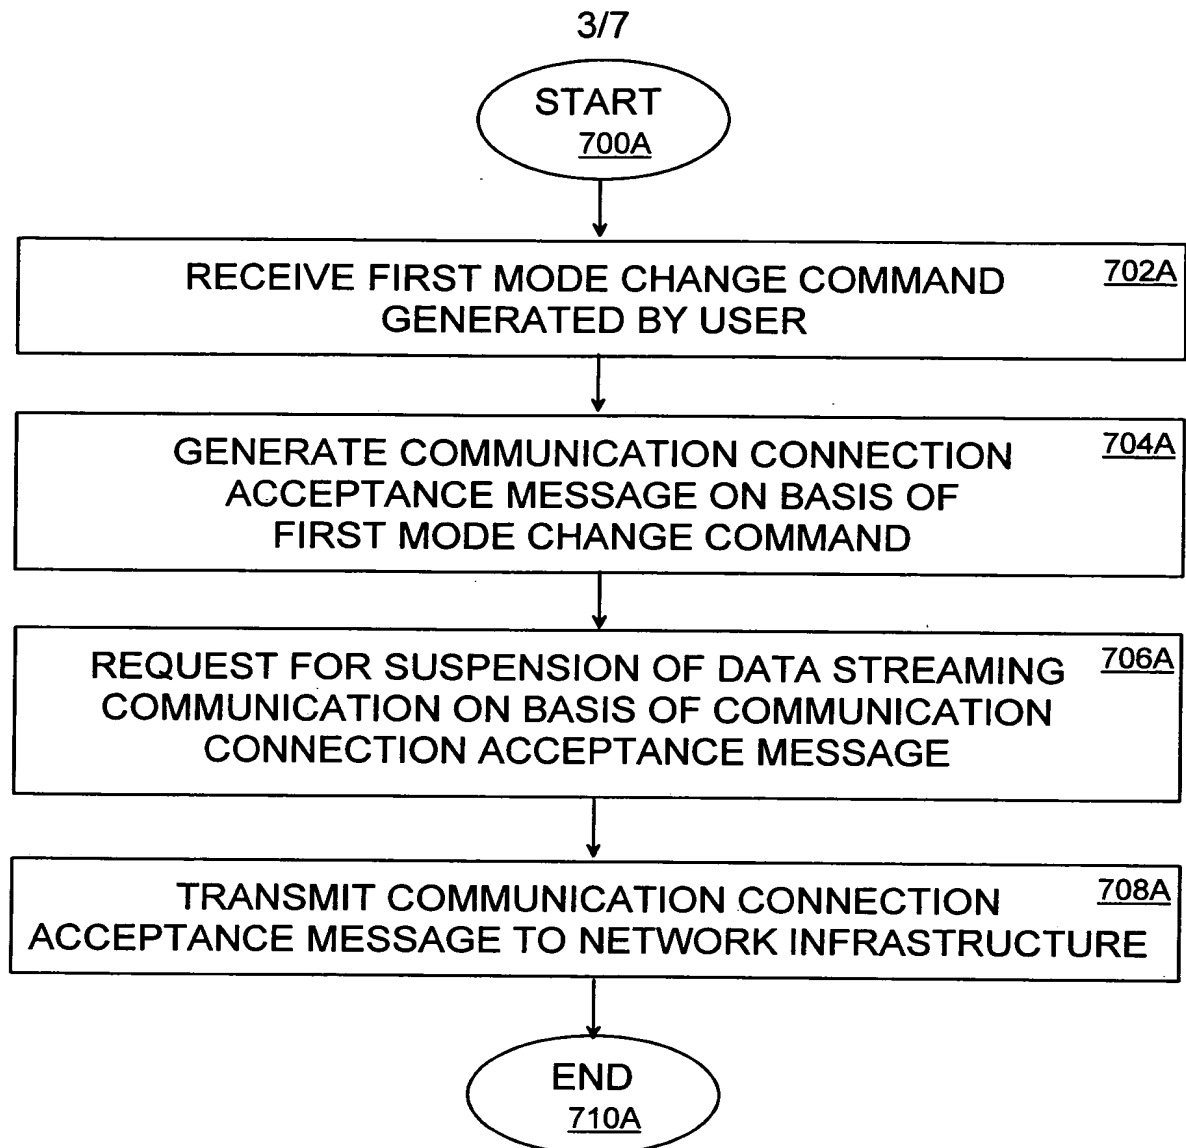 3/7
START
700A
RECEIVE FIRST MODE CHANGE COMMAND
GENERATED BY USER
702A
GENERATE COMMUNICATION CONNECTION
ACCEPTANCE MESSAGE ON BASIS OF
FIRST MODE CHANGE COMMAND
704A
REQUEST FOR SUSPENSION OF DATA STREAMING
COMMUNICATION ON BASIS OF COMMUNICATION
CONNECTION ACCEPTANCE MESSAGE
706A
TRANSMIT COMMUNICATION CONNECTION
ACCEPTANCE MESSAGE TO NETWORK INFRASTRUCTURE
708A
END
710A